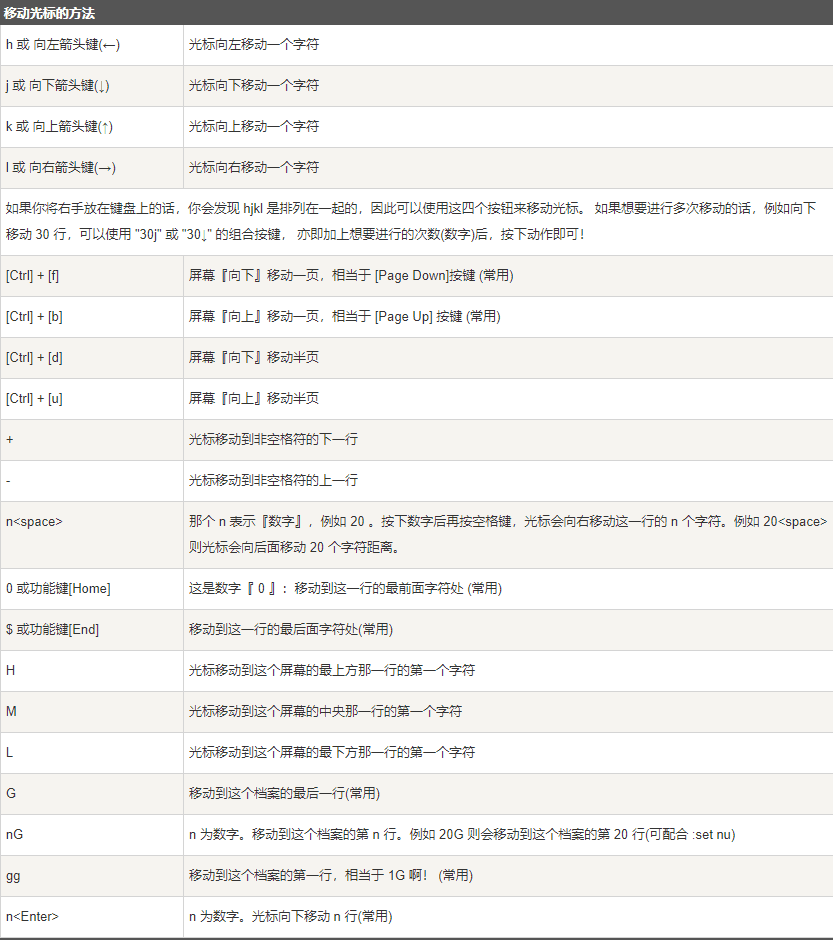 移动光标的方法
h 或 向左箭头键(←) 光标向左移动一个字符
j 或 向下箭头键(↓) 光标向下移动一个字符
k 或 向上箭头键(↑) 光标向上移动一个字符
l 或 向右箭头键(→) 光标向右移动一个字符
如果你将右手放在键盘上的话，你会发现 hjkl 是排列在一起的，因此可以使用这四个按钮来移动光标。 如果想要进行多次移动的话，例如向下
移动 30 行，可以使用 "30j" 或 "30↓" 的组合按键， 亦即加上想要进行的次数(数字)后，按下动作即可！
[Ctrl] + [f] 屏幕『向下』移动一页，相当于 [Page Down]按键 (常用)
[Ctrl] + [b] 屏幕『向上』移动一页，相当于 [Page Up] 按键 (常用)
[Ctrl] + [d] 屏幕『向下』移动半页
[Ctrl] + [u] 屏幕『向上』移动半页
+ 光标移动到非空格符的下一行
- 光标移动到非空格符的上一行
n<space> 那个 n 表示『数字』，例如 20 。按下数字后再按空格键，光标会向右移动这一行的 n 个字符。例如 20<space>
则光标会向后面移动 20 个字符距离。
0 或功能键[Home] 这是数字『 0 』：移动到这一行的最前面字符处 (常用)
$ 或功能键[End] 移动到这一行的最后面字符处(常用)
H 光标移动到这个屏幕的最上方那一行的第一个字符
M 光标移动到这个屏幕的中央那一行的第一个字符
L 光标移动到这个屏幕的最下方那一行的第一个字符
G 移动到这个档案的最后一行(常用)
nG n 为数字。移动到这个档案的第 n 行。例如 20G 则会移动到这个档案的第 20 行(可配合 :set nu)
gg 移动到这个档案的第一行，相当于 1G 啊！ (常用)
n<Enter> n 为数字。光标向下移动 n 行(常用)